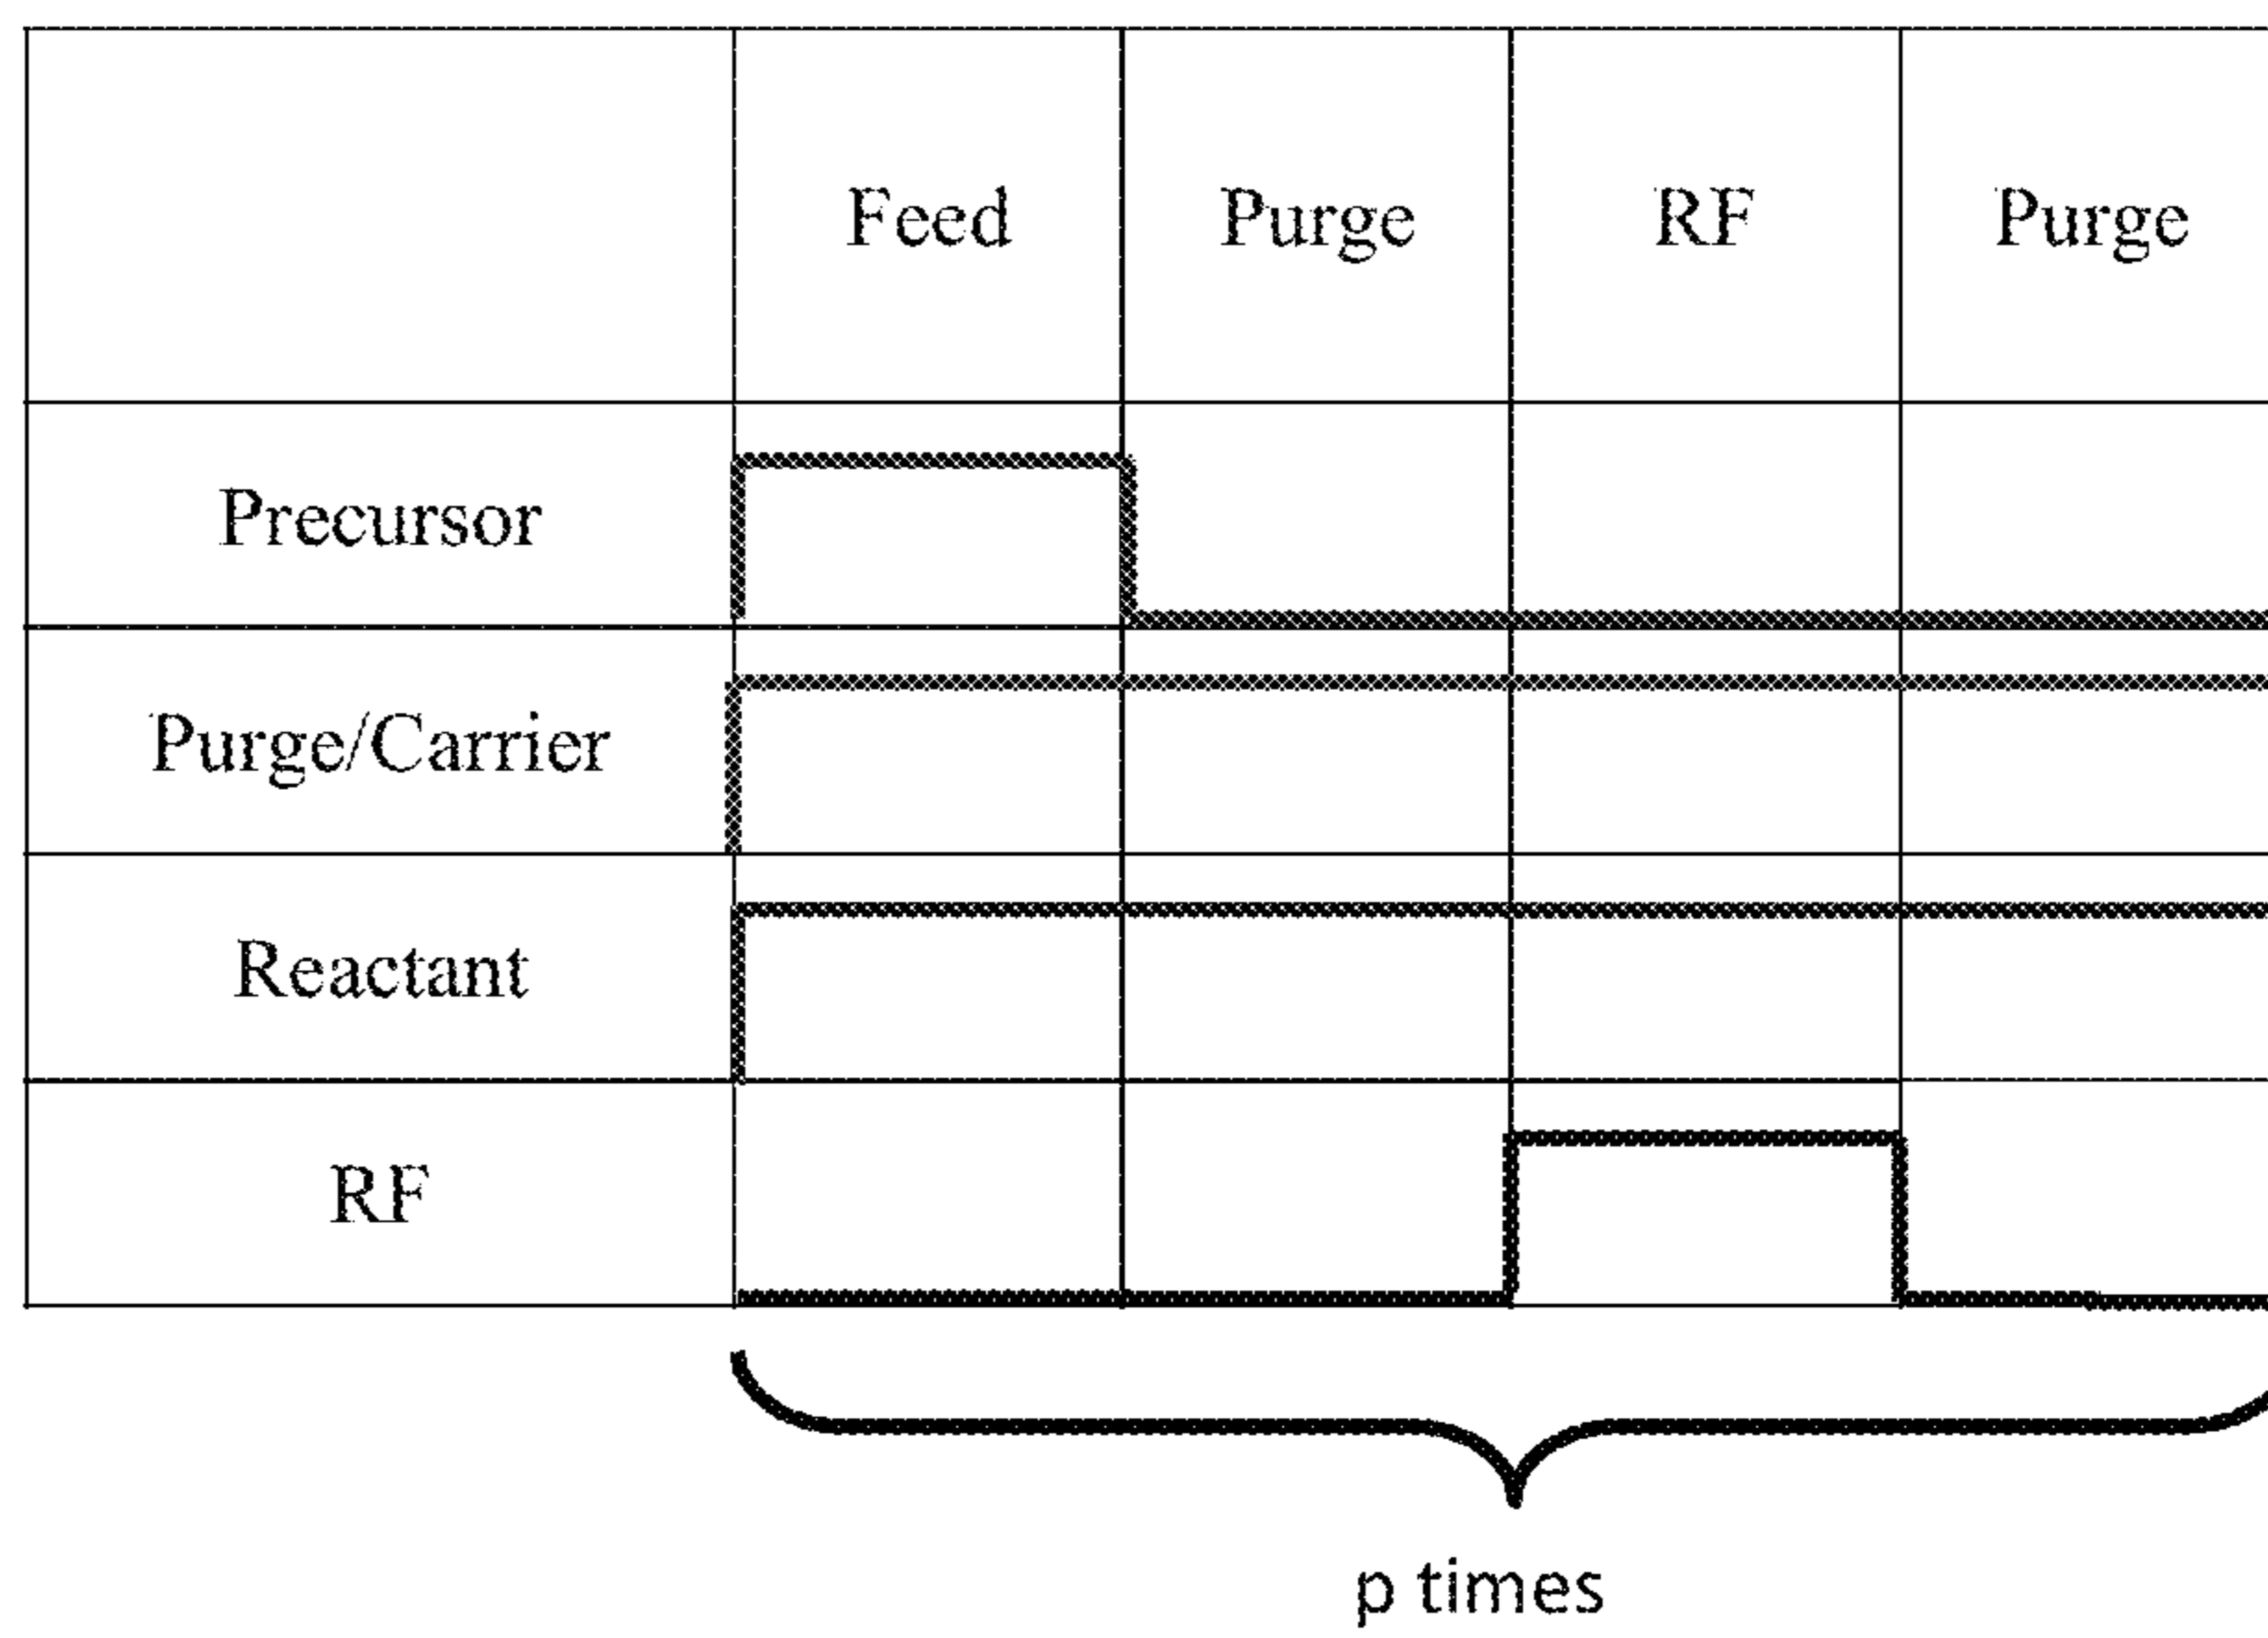 Feed Purge RF Purge
Precursor
Purge/Carrier
Reactant
RF
p times